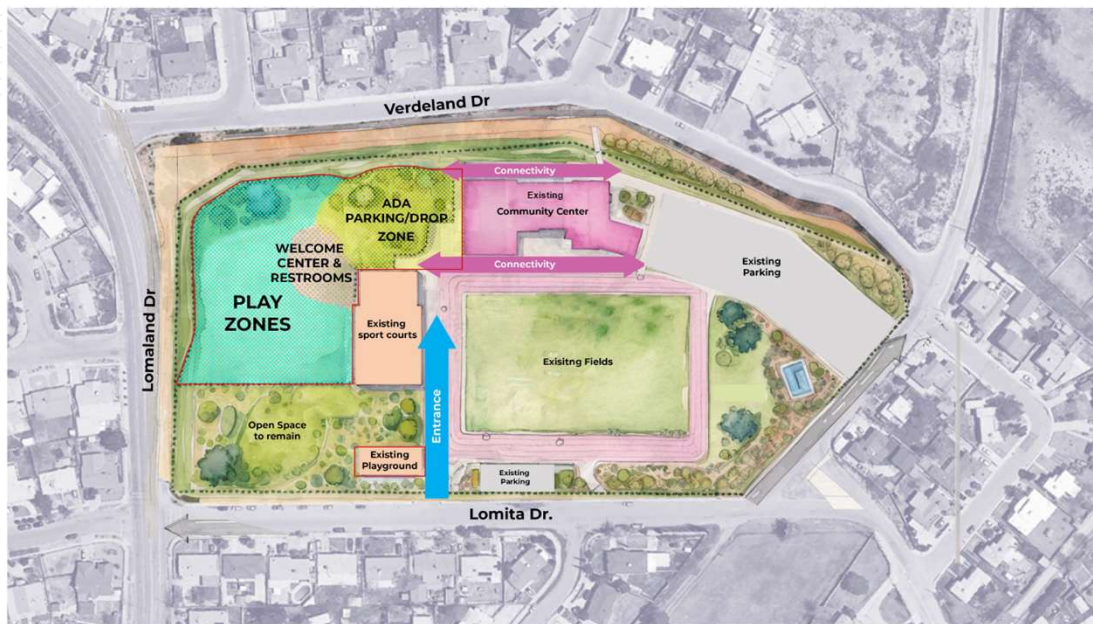 Verdeland Dr
Connectivity
ADA
PARKING/DROP
ZONE
Existing
Community Center
WELCOME
CENTER &
RESTROOMS
Connectivity
Existing
Parking
PLAY
ZONES
Lomaland Dr
Existing
sport courts
Exisitng Fields
Entrance
Open Space
to remain
Existing
Playground
Existing
Parking
Lomita Dr.